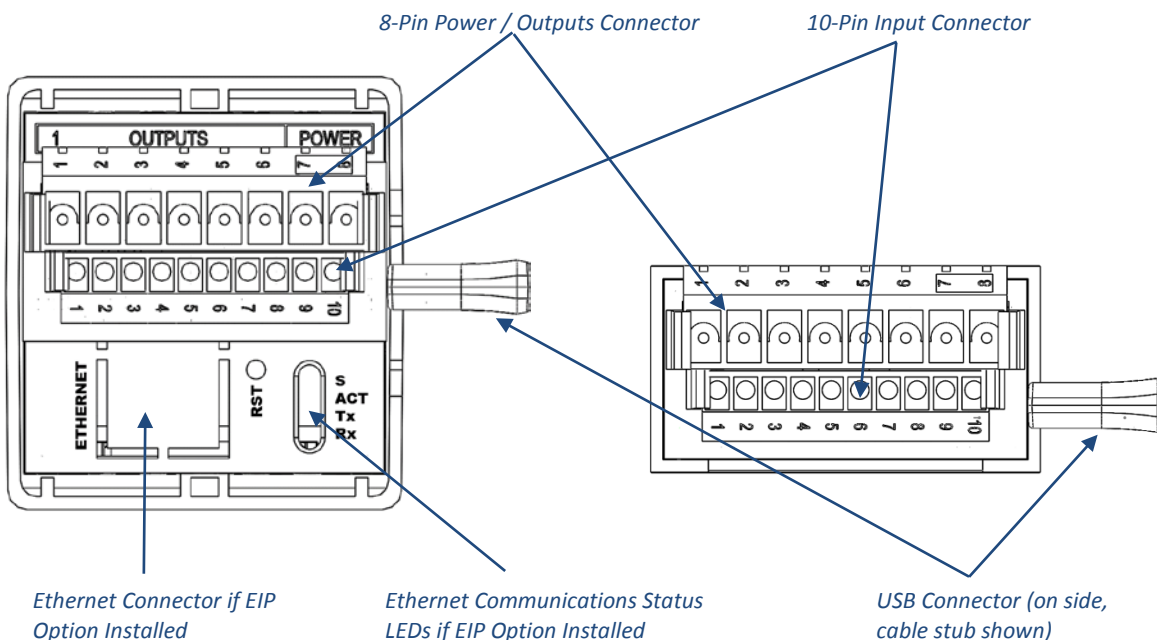 8-Pin Power / Outputs Connector
10-Pin Input Connector
1 OUTPUTS POWER
1 2 3 4 5 6 7 8
1 2 3 4 5 6 7 8 9 10
ETHERNET
RST
S
ACT
Tx
Rx
1 2 3 4 5 6 7 8
1 2 3 4 5 6 7 8 9 10
Ethernet Connector if EIP
Option Installed
Ethernet Communications Status
LEDs if EIP Option Installed
USB Connector (on side,
cable stub shown)